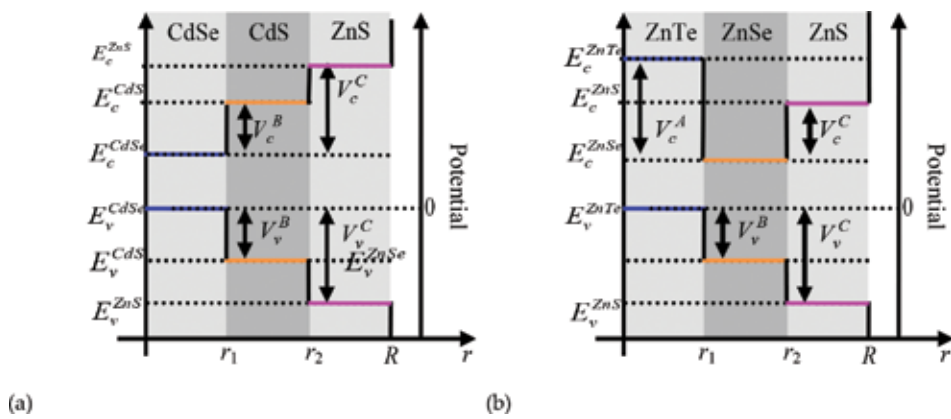 CdSe CdS ZnS
E_c^{ZnS}
E_c^{CdS}
E_c^{CdSe}
E_v^{CdSe}
E_v^{CdS}
E_v^{ZnS}
V_c^B
V_c^C
V_v^B
V_v^C
E_v^{ZnSe}
0
Potential
r_1 r_2 R r
(a)
ZnTe ZnSe ZnS
E_c^{ZnTe}
E_c^{ZnS}
E_c^{ZnSe}
E_v^{ZnTe}
E_v^{ZnS}
V_c^A
V_c^C
V_v^B
V_v^C
0
Potential
r_1 r_2 R r
(b)